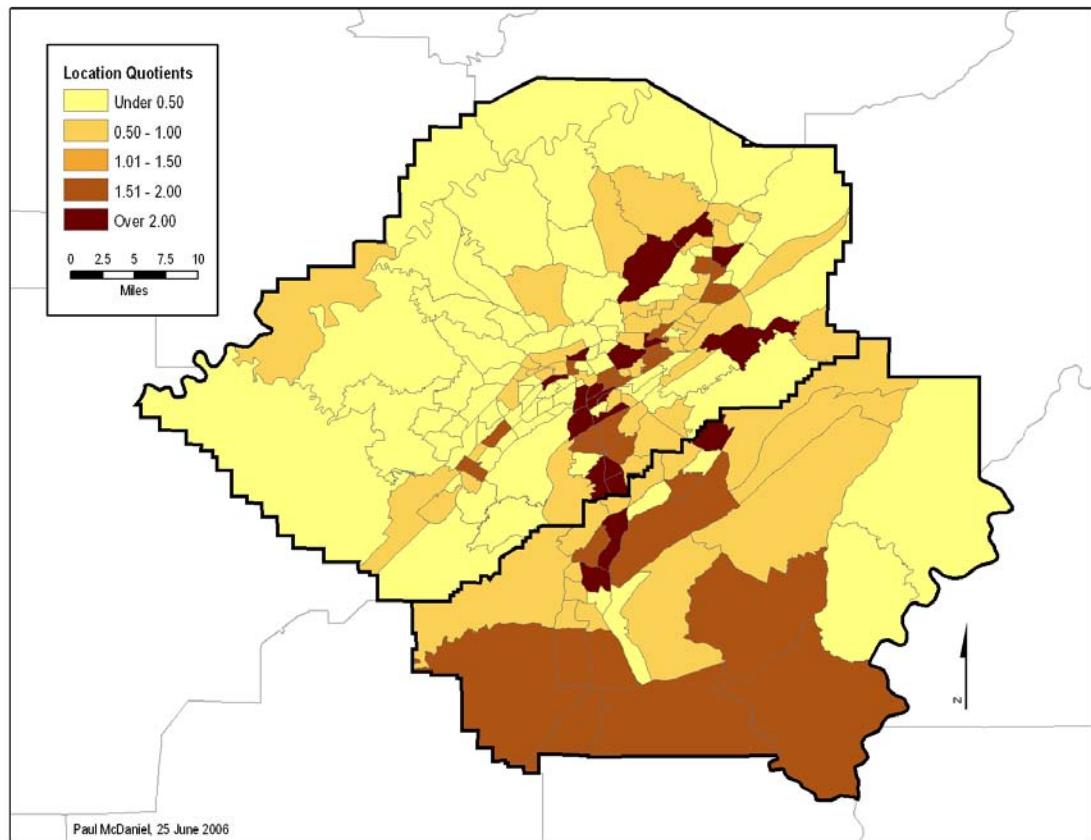 Location Quotients
Under 0.50
0.50 - 1.00
1.01 - 1.50
1.51 - 2.00
Over 2.00
0 2.5 5 7.5 10
Miles
N
Paul McDaniel, 25 June 2006